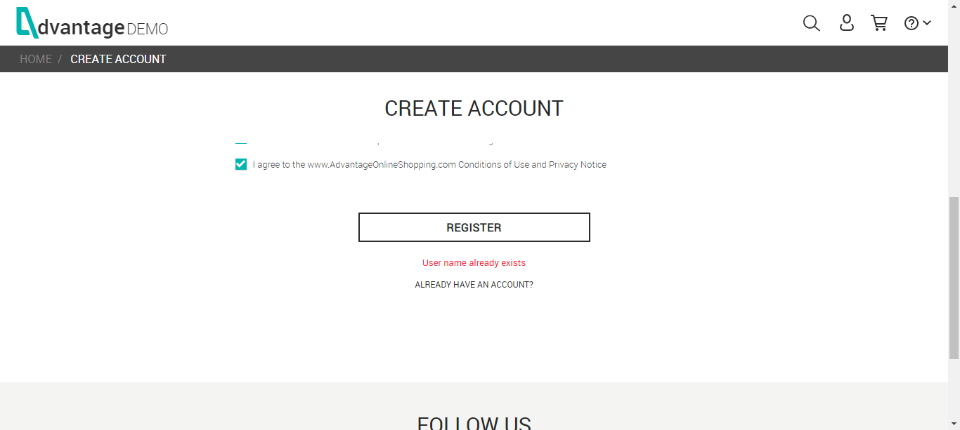 dvantage DEMO
HOME / CREATE ACCOUNT
CREATE ACCOUNT
I agree to the www.AdvantageOnlineShopping.com Conditions of Use and Privacy Notice
REGISTER
User name already exists
ALREADY HAVE AN ACCOUNT?
FOLLOW US